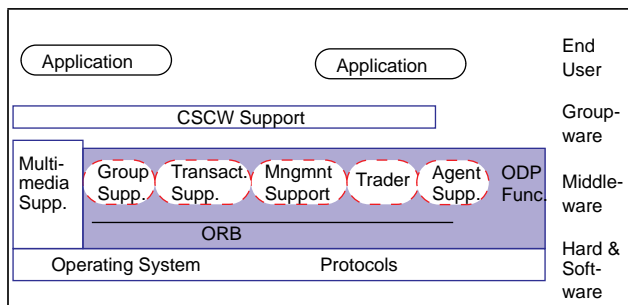 End
User
Application
Application
CSCW Support
Group-
ware
Multi-
media
Supp.
Group
Supp.
Transact.
Supp.
Mngmnt
Support
Trader
Agent
Supp.
ODP
Func.
Middle-
ware
ORB
Operating System
Protocols
Hard &
Soft-
ware